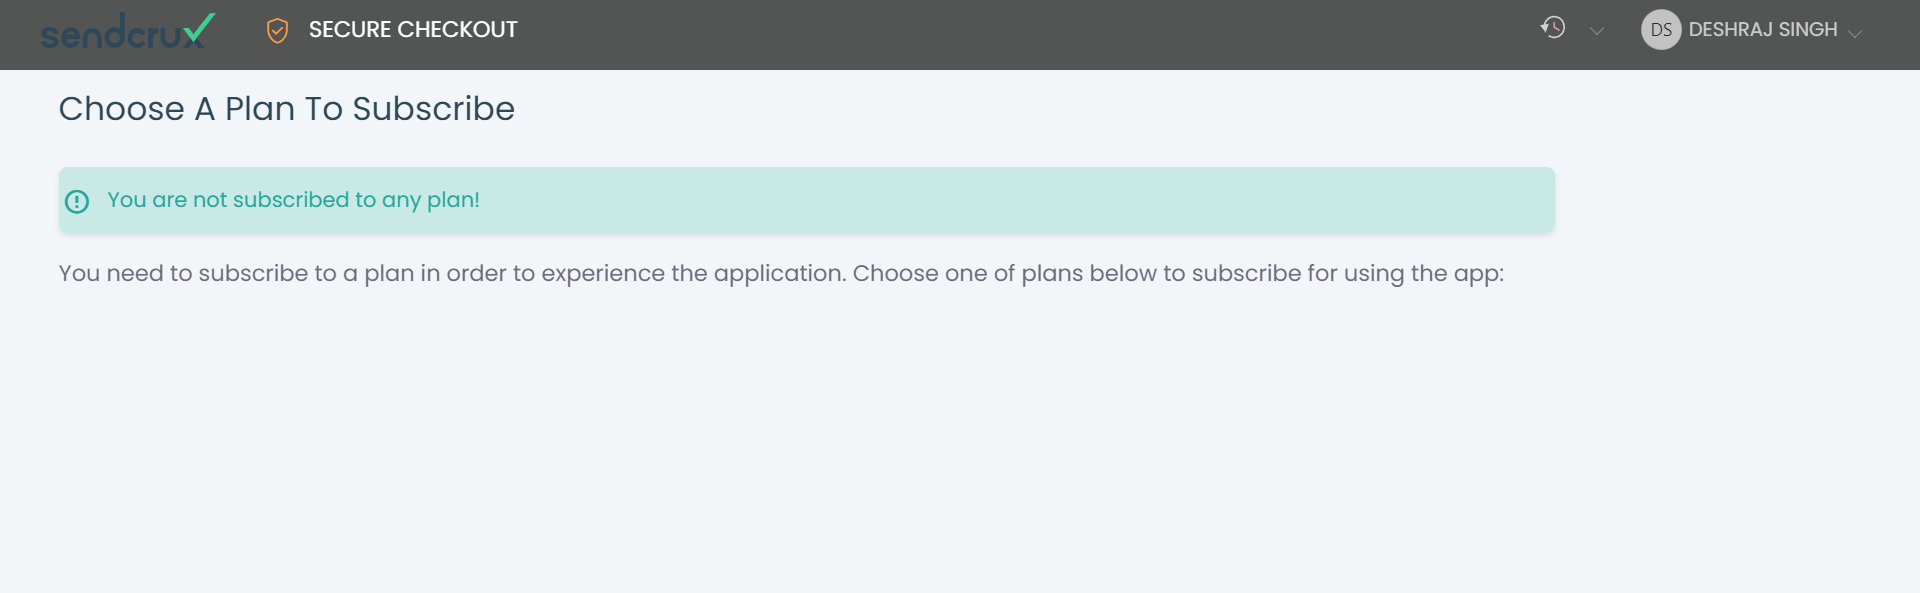 sendcrux
SECURE CHECKOUT
DS DESHRAJ SINGH
Choose A Plan To Subscribe
You are not subscribed to any plan!
You need to subscribe to a plan in order to experience the application. Choose one of plans below to subscribe for using the app: